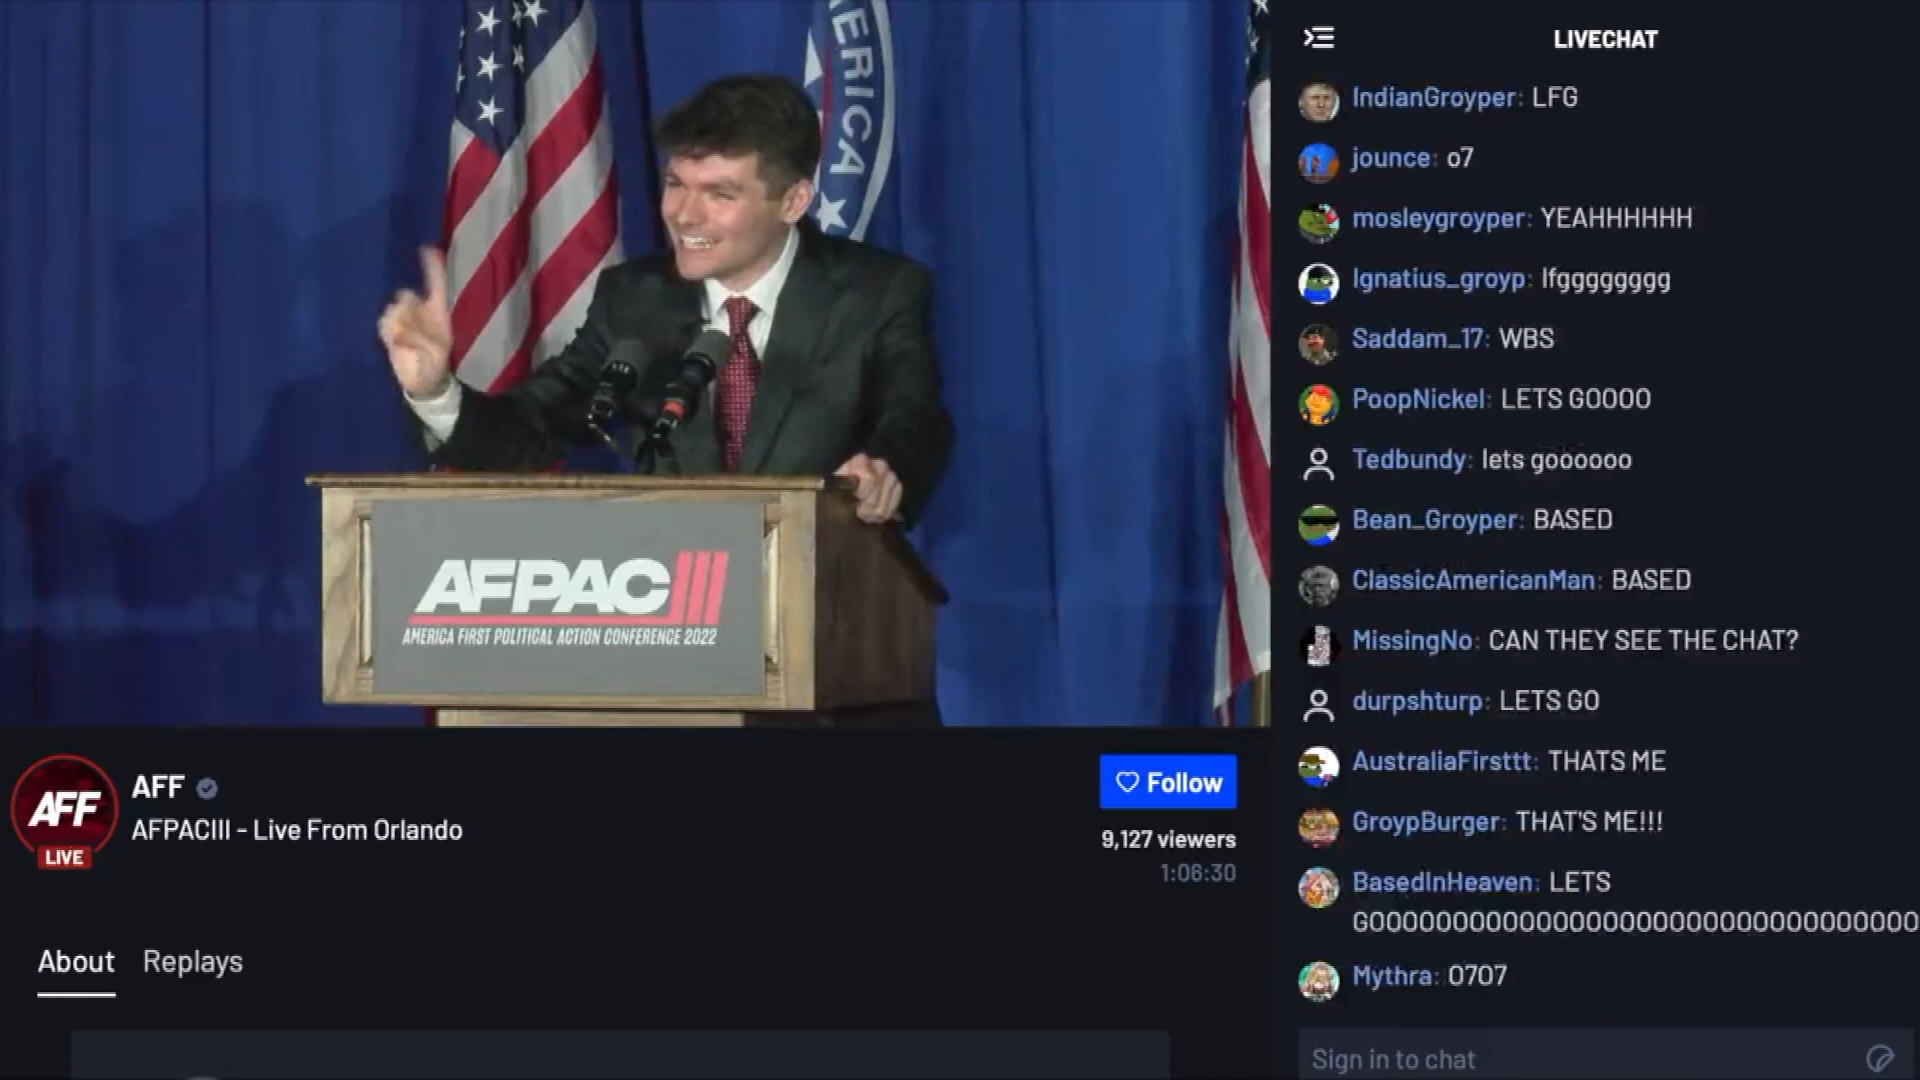 ERICA
AFPACIII
AMERICA FIRST POLITICAL ACTION CONFERENCE 2022
AFF
LIVE
AFF
AFPACIII - Live From Orlando
Follow
9,127 viewers
1:06:30
About
Replays
LIVECHAT
IndianGroyper: LFG
jounce: o7
mosleygroyper: YEAHHHHHH
Ignatius_groyp: lfgggggggg
Saddam_17: WBS
PoopNickel: LETS GOOOO
Tedbundy: lets goooooo
Bean_Groyper: BASED
ClassicAmericanMan: BASED
MissingNo: CAN THEY SEE THE CHAT?
durpshturp: LETS GO
AustraliaFirsttt: THATS ME
GroypBurger: THAT'S ME!!!
BasedInHeaven: LETS
GOOOOOOOOOOOOOOOOOOOOOOOOOOOOOOOOO
Mythra: O7O7
Sign in to chat